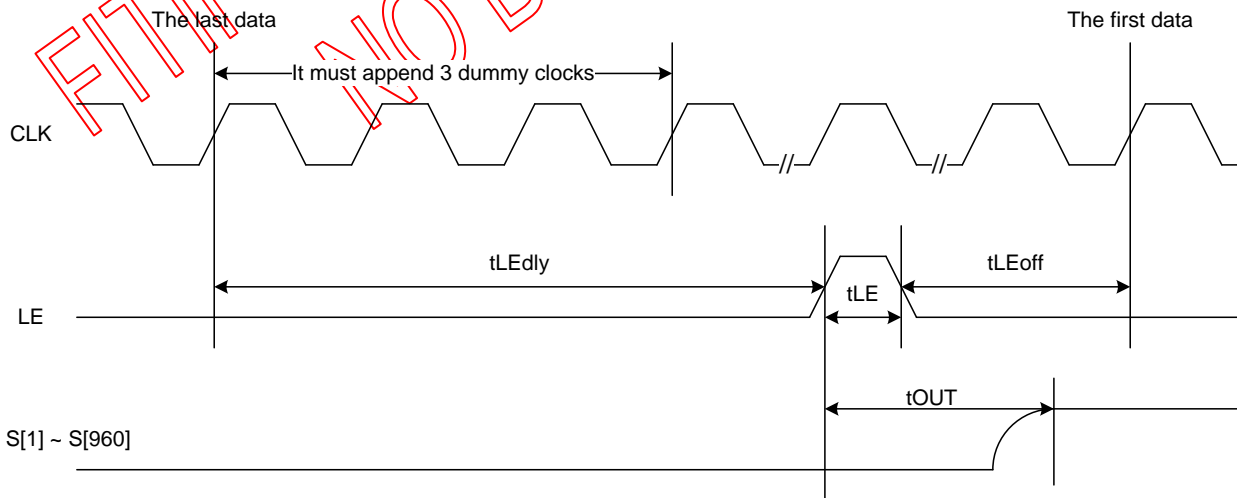 The last data
The first data
It must append 3 dummy clocks
CLK
tLEdly
tLEoff
tLE
LE
tOUT
S[1] ~ S[960]
NO